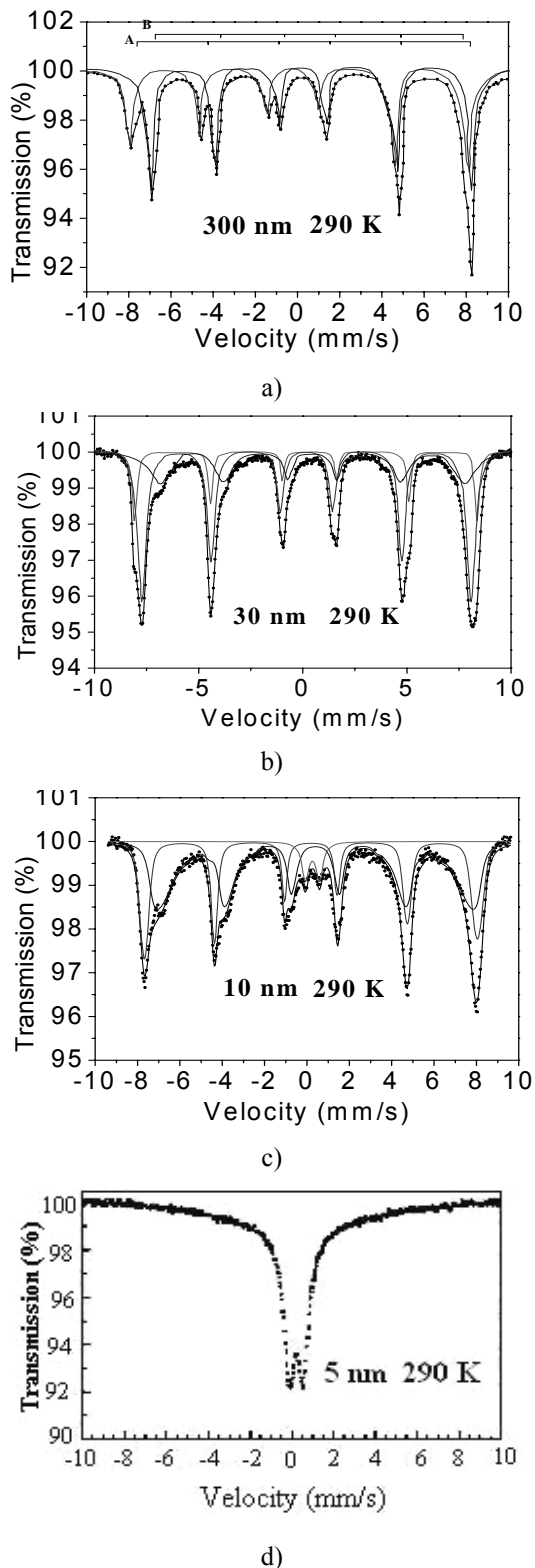 102
100
98
96
94
92
Transmission (%)
B
A
300 nm 290 K
-10 -8 -6 -4 -2 0 2 4 6 8 10
Velocity (mm/s)
a)
101
100
99
98
97
96
95
94
Transmission (%)
30 nm 290 K
-10 -5 0 5 10
Velocity (mm/s)
b)
101
100
99
98
97
96
95
Transmission (%)
10 nm 290 K
-10 -8 -6 -4 -2 0 2 4 6 8 10
Velocity (mm/s)
c)
100
98
96
94
92
90
Transmission (%)
5 nm 290 K
-10 -8 -6 -4 -2 0 2 4 6 8 10
Velocity (mm/s)
d)